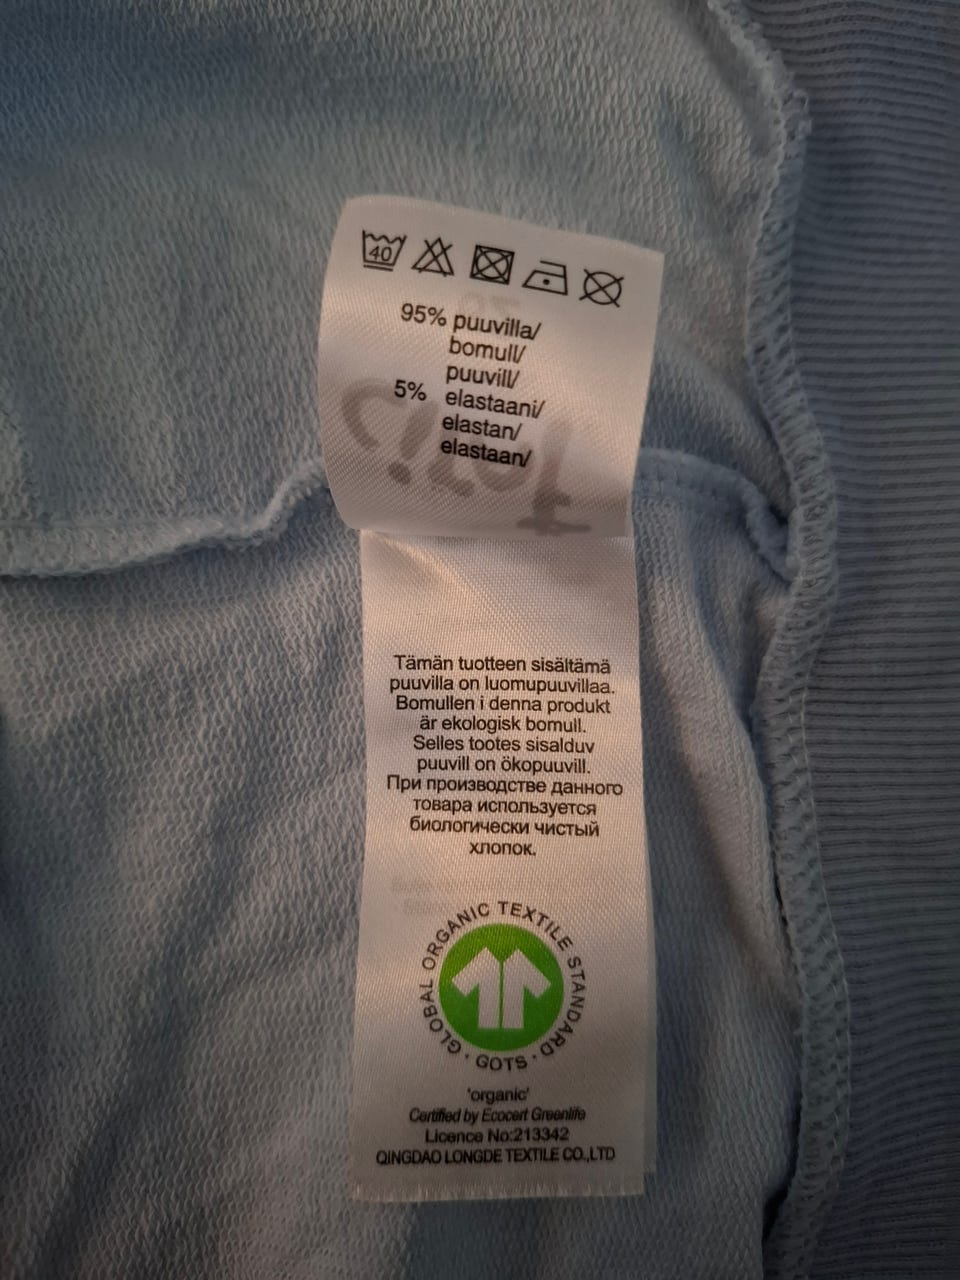 40
95% puuvilla/
bomull/
puuvill/
5% elastaani/
elastan/
elastaan/
Tämän tuotteen sisältämä
puuvilla on luomupuuvillaa.
Bomullen i denna produkt
är ekologisk bomull.
Selles tootes sisalduv
puuvill on ökopuuvill.
При производстве данного
товара используется
биологически чистый
хлопок.
GLOBAL ORGANIC TEXTILE STANDARD
· GOTS ·
'organic'
Certified by Ecocert Greenlife
Licence No:213342
QINGDAO LONGDE TEXTILE CO.,LTD